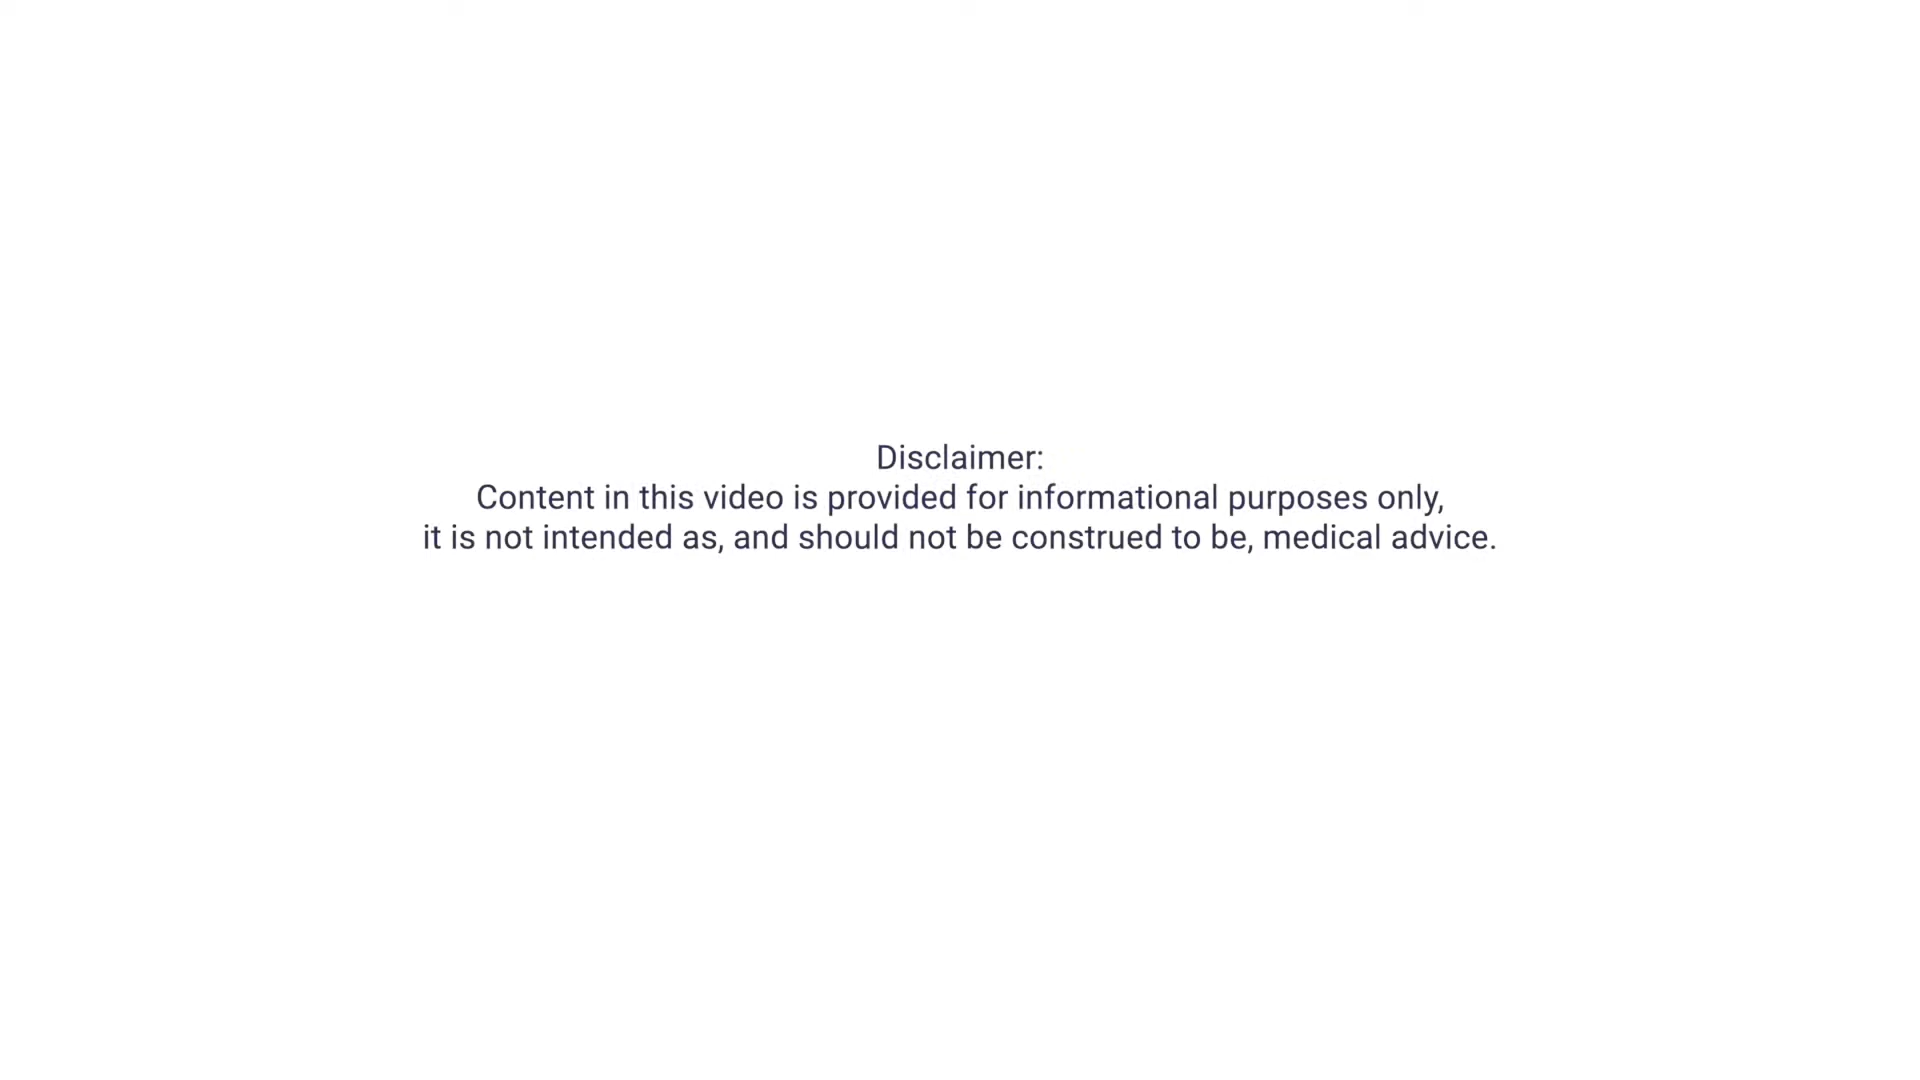 Disclaimer:
Content in this video is provided for informational purposes only,
it is not intended as, and should not be construed to be, medical advice.